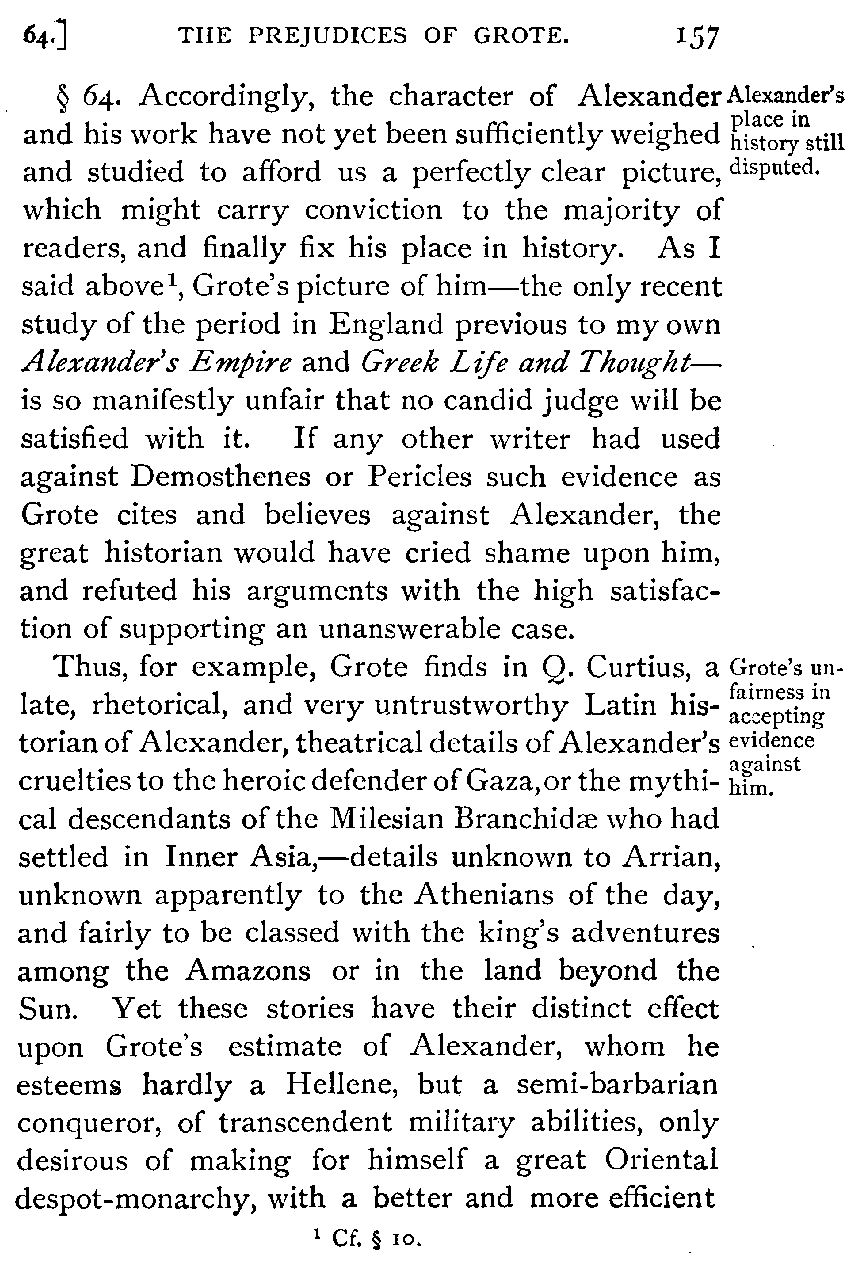 64.] THE PREJUDICES OF GROTE. 157
§ 64. Accordingly, the character of Alexander
and his work have not yet been sufficiently weighed
and studied to afford us a perfectly clear picture,
which might carry conviction to the majority of
readers, and finally fix his place in history. As I
said above¹, Grote's picture of him—the only recent
study of the period in England previous to my own
Alexander's Empire and Greek Life and Thought—
is so manifestly unfair that no candid judge will be
satisfied with it. If any other writer had used
against Demosthenes or Pericles such evidence as
Grote cites and believes against Alexander, the
great historian would have cried shame upon him,
and refuted his arguments with the high satisfac-
tion of supporting an unanswerable case.
Alexander's
place in
history still
disputed.
Thus, for example, Grote finds in Q. Curtius, a
late, rhetorical, and very untrustworthy Latin his-
torian of Alexander, theatrical details of Alexander's
cruelties to the heroic defender of Gaza, or the mythi-
cal descendants of the Milesian Branchidæ who had
settled in Inner Asia,—details unknown to Arrian,
unknown apparently to the Athenians of the day,
and fairly to be classed with the king's adventures
among the Amazons or in the land beyond the
Sun. Yet these stories have their distinct effect
upon Grote's estimate of Alexander, whom he
esteems hardly a Hellene, but a semi-barbarian
conqueror, of transcendent military abilities, only
desirous of making for himself a great Oriental
despot-monarchy, with a better and more efficient
Grote's un-
fairness in
accepting
evidence
against
him.
¹ Cf. § 10.